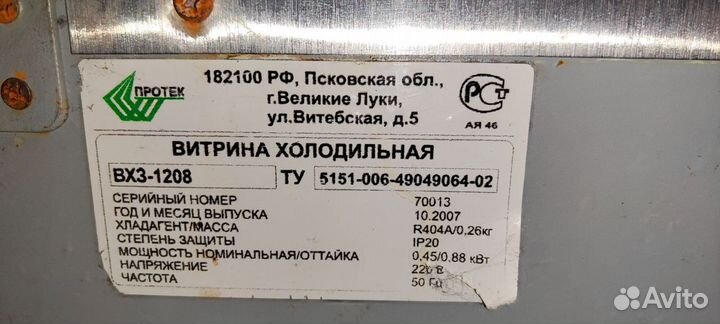 ПРОТЕК
182100 РФ, Псковская обл.,
г.Великие Луки,
ул.Витебская, д.5
РСТ
АЯ 46
ВИТРИНА ХОЛОДИЛЬНАЯ
ВХЗ-1208 ТУ 5151-006-49049064-02
СЕРИЙНЫЙ НОМЕР 70013
ГОД И МЕСЯЦ ВЫПУСКА 10.2007
ХЛАДАГЕНТ/МАССА R404A/0,26кг
СТЕПЕНЬ ЗАЩИТЫ IP20
МОЩНОСТЬ НОМИНАЛЬНАЯ/ОТТАЙКА 0,45/0.88 кВт
НАПРЯЖЕНИЕ 220 В
ЧАСТОТА 50 Гц
Avito